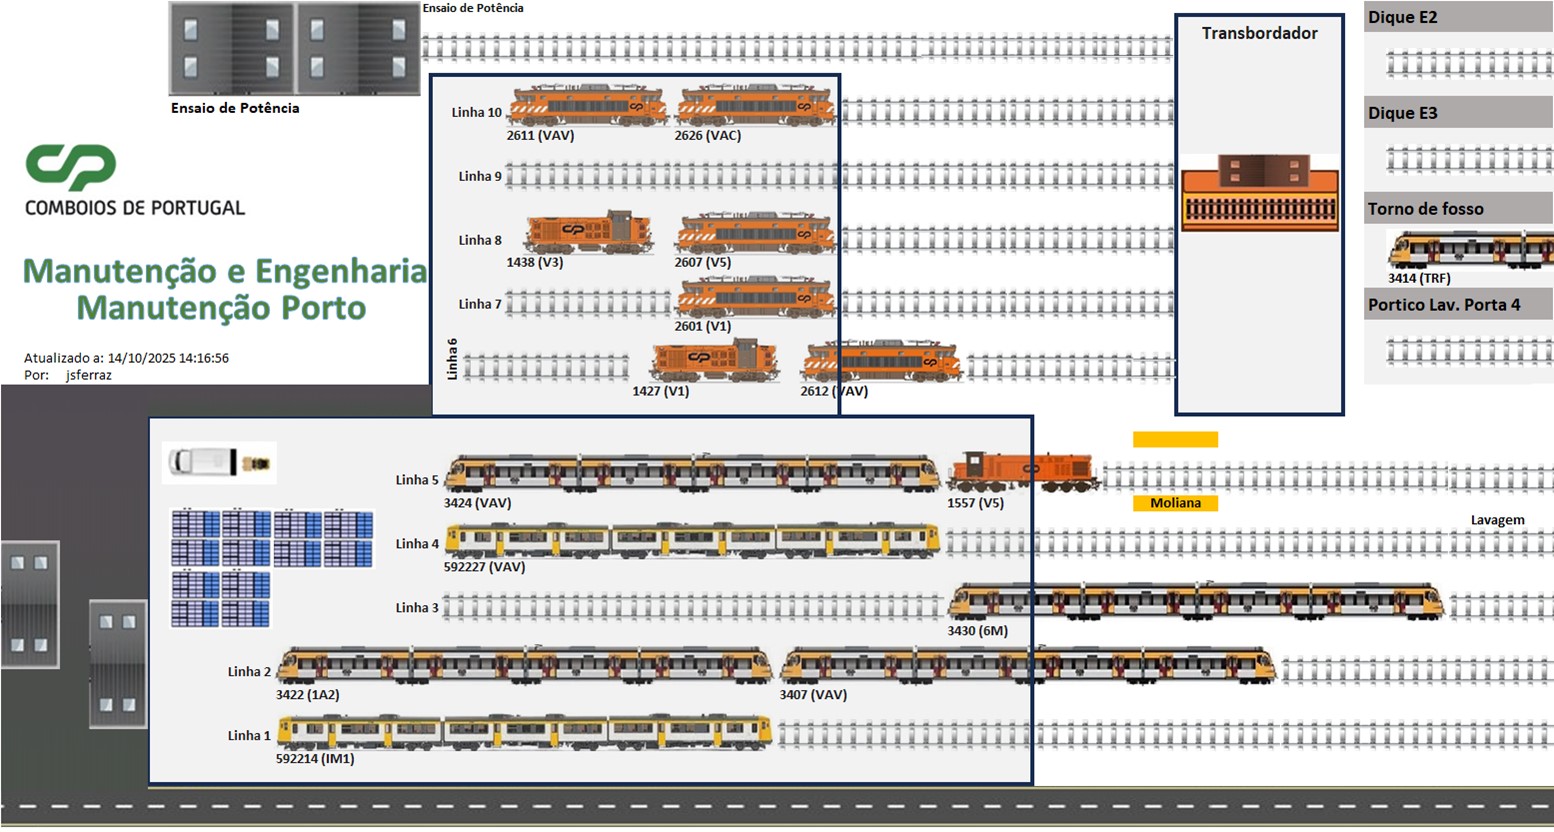 Ensaio de Potência
Transbordador
Dique E2
Ensaio de Potência
Linha 10
2611 (VAV)
2626 (VAC)
Dique E3
CP
COMBOIOS DE PORTUGAL
Linha 9
Torno de fosso
Linha 8
1438 (V3)
2607 (V5)
3414 (TRF)
Manutenção e Engenharia
Manutenção Porto
Linha 7
2601 (V1)
Portico Lav. Porta 4
Atualizado a: 14/10/2025 14:16:56
Por: jsferraz
Linha 6
1427 (V1)
2612 (VAV)
Linha 5
3424 (VAV)
1557 (V5)
Moliana
Lavagem
Linha 4
592227 (VAV)
Linha 3
3430 (6M)
Linha 2
3422 (1A2)
3407 (VAV)
Linha 1
592214 (IM1)